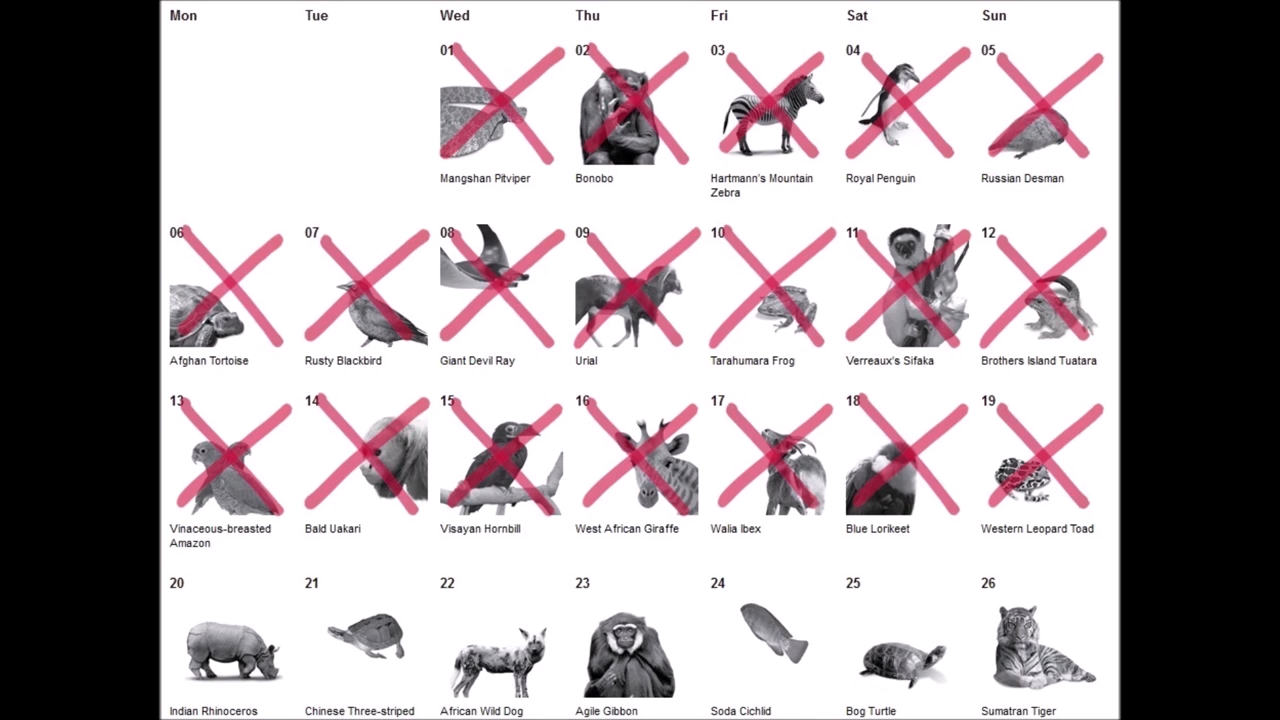 Mon Tue Wed Thu Fri Sat Sun
01 02 03 04 05
Mangshan Pitviper Bonobo Hartmann's Mountain Royal Penguin Russian Desman
Zebra
06 07 08 09 10 11 12
Afghan Tortoise Rusty Blackbird Giant Devil Ray Urial Tarahumara Frog Verreaux's Sifaka Brothers Island Tuatara
13 14 15 16 17 18 19
Vinaceous-breasted Bald Uakari Visayan Hornbill West African Giraffe Walia Ibex Blue Lorikeet Western Leopard Toad
Amazon
20 21 22 23 24 25 26
Indian Rhinoceros Chinese Three-striped African Wild Dog Agile Gibbon Soda Cichlid Bog Turtle Sumatran Tiger